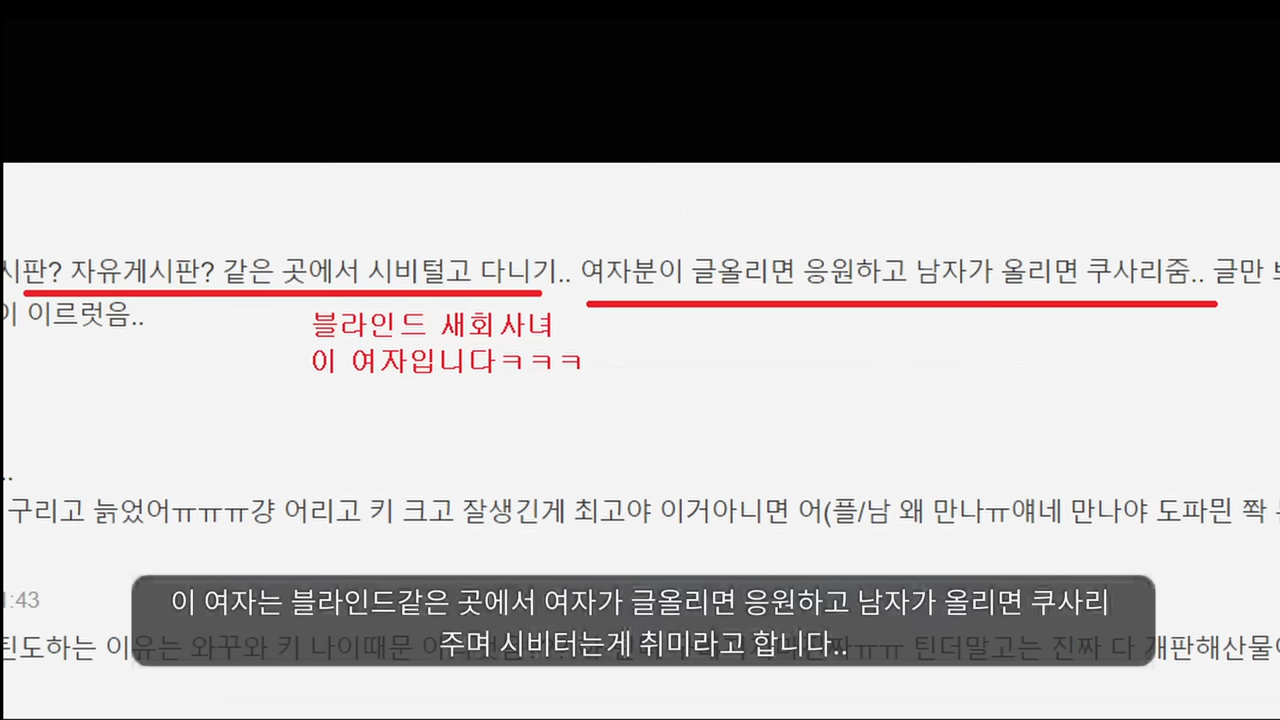 시판? 자유게시판? 같은 곳에서 시비털고 다니기.. 여자분이 글올리면 응원하고 남자가 올리면 쿠사리줌.. 글만
이 이르럿음..
블라인드 새회사녀
이 여자입니다ㅋㅋㅋ
..
구리고 늙었어ㅠㅠㅠ걍 어리고 키 크고 잘생긴게 최고야 이거아니면 어(플/남 왜 만나ㅠ얘네 만나야 도파믠 쫙
:43
이 여자는 블라인드같은 곳에서 여자가 글올리면 응원하고 남자가 올리면 쿠사리
주며 시비터는게 취미라고 합니다..
틴도하는 이유는 와꾸와 키 나이때문 ㅠㅠ 틴더말고는 진짜 다 개판해산물